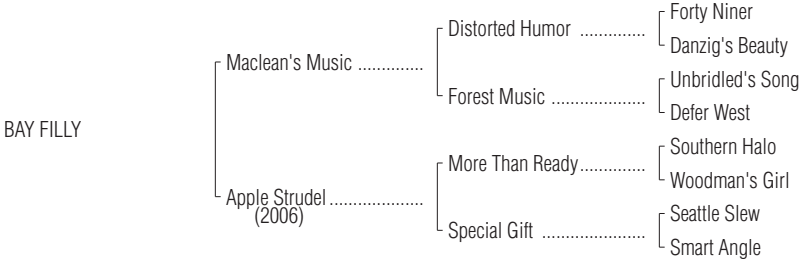 Forty Niner
Distorted Humor ..............
Danzig's Beauty
Maclean's Music ..............
Unbridled's Song
Forest Music ....................
Defer West
BAY FILLY
Southern Halo
More Than Ready..............
Woodman's Girl
Apple Strudel ....................
(2006)
Seattle Slew
Special Gift ......................
Smart Angle